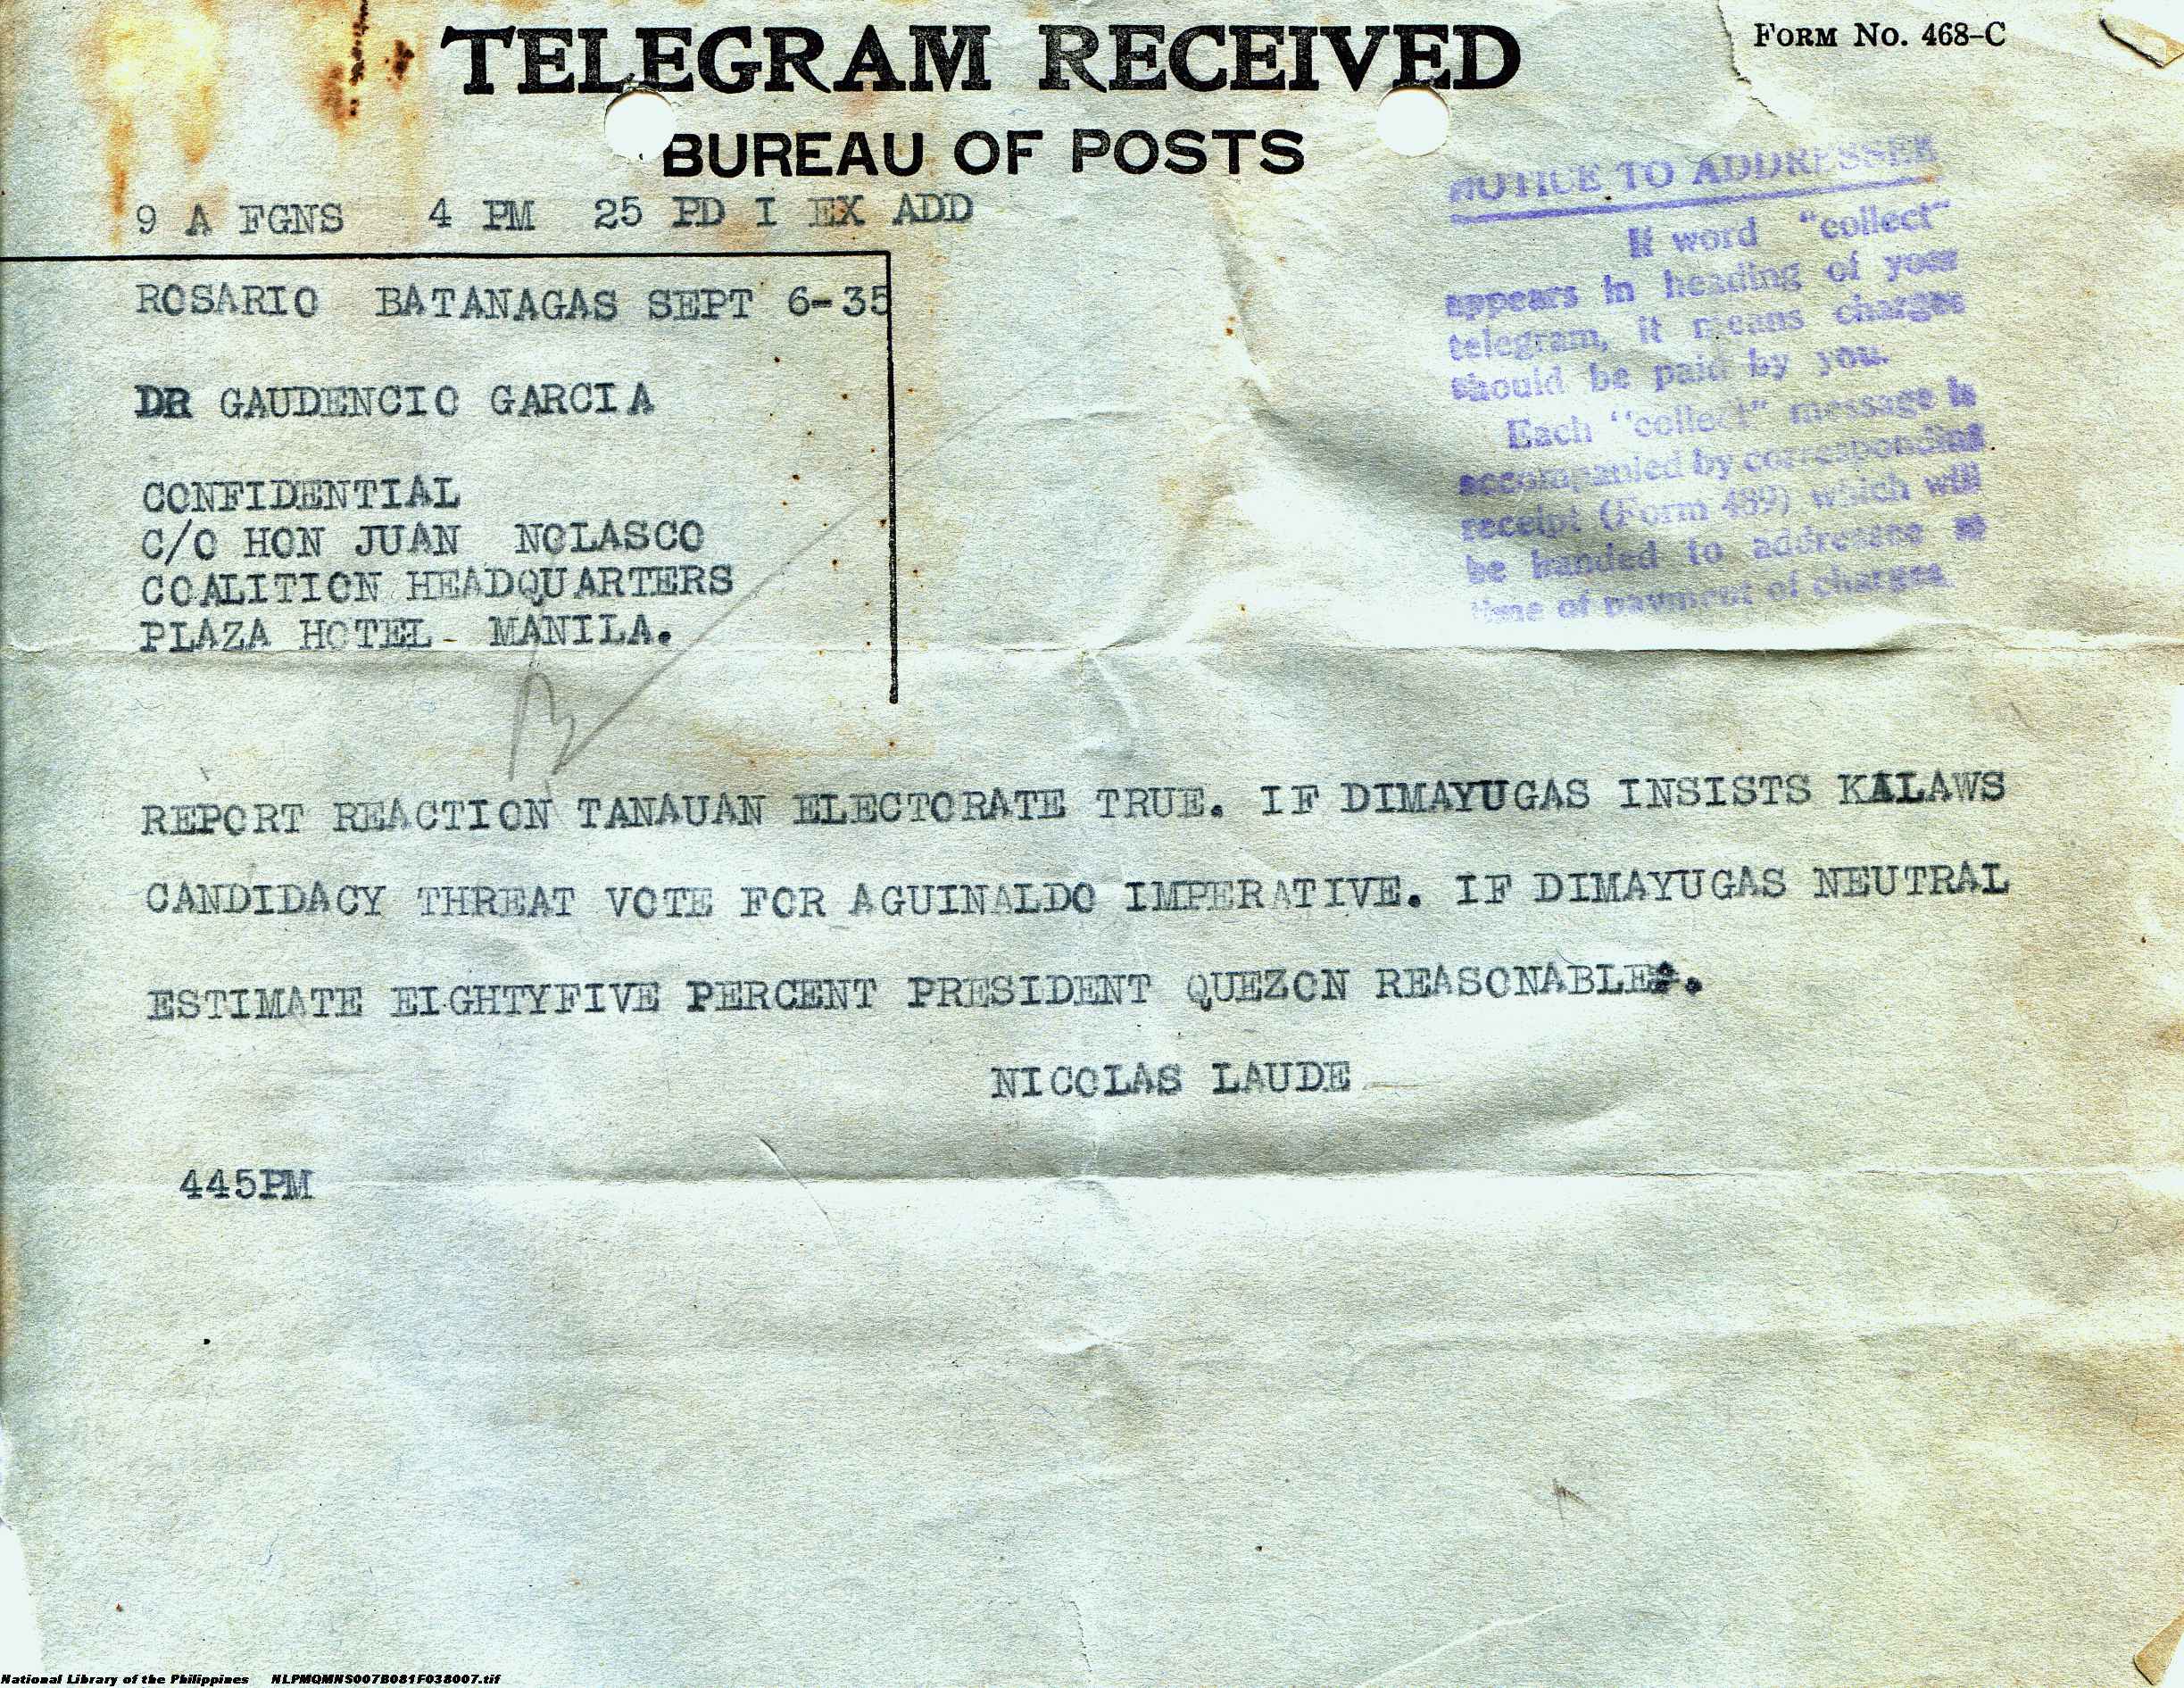 TELEGRAM RECEIVED
FORM NO. 468-C
BUREAU OF POSTS
9 A FGNS 4 PM 25 PD I EX ADD
ROSARIO BATANAGAS SEPT 6-35
DR GAUDENCIO GARCIA
CONFIDENTIAL
C/O HON JUAN NOLASCO
COALITION HEADQUARTERS
PLAZA HOTEL MANILA.
NOTICE TO ADDRESSEE
If word "collect"
appears in heading of your
telegram, it means charges
should be paid by you.
Each "collect" message is
accompanied by corresponding
receipt (Form 489) which will
be handed to addressee at
time of payment of charges.
REPORT REACTION TANAUAN ELECTORATE TRUE. IF DIMAYUGAS INSISTS KALAWS
CANDIDACY THREAT VOTE FOR AGUINALDO IMPERATIVE. IF DIMAYUGAS NEUTRAL
ESTIMATE EIGHTYFIVE PERCENT PRESIDENT QUEZON REASONABLE.
NICOLAS LAUDE
445PM
National Library of the Philippines NLPMQMNS007B081F038007.tif